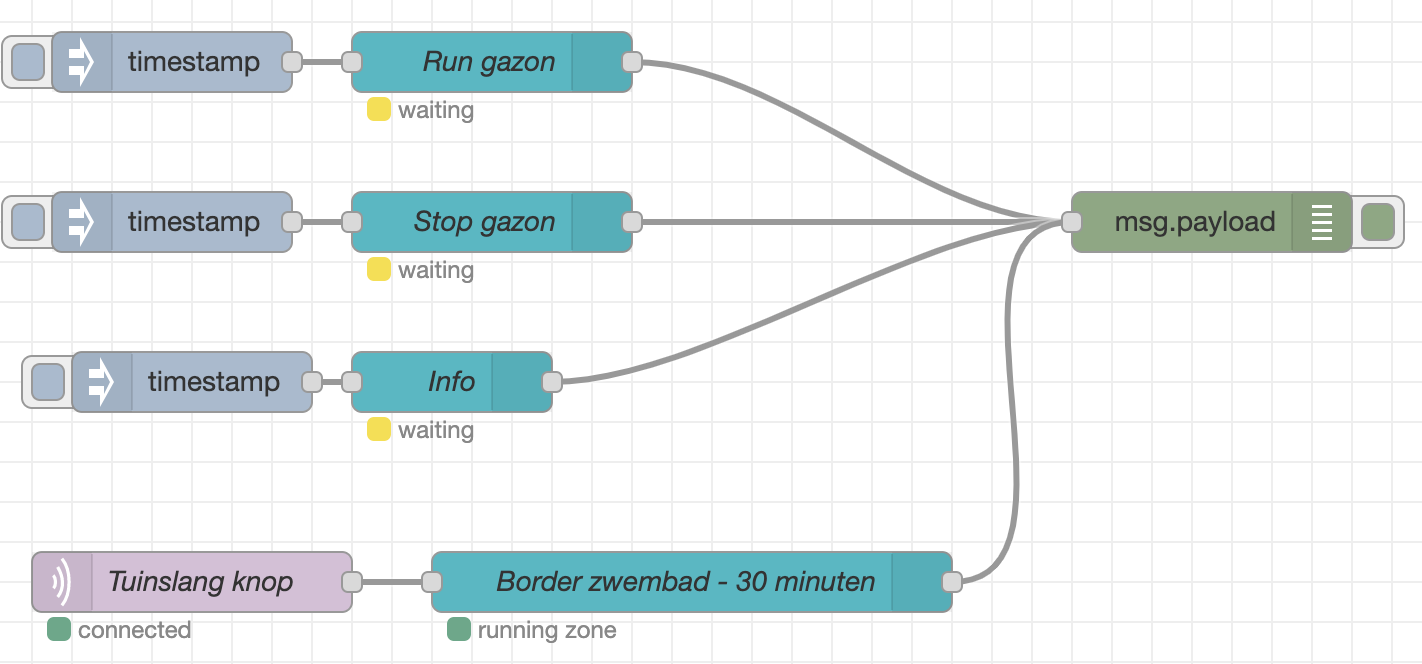 timestamp
Run gazon
waiting
timestamp
Stop gazon
msg.payload
waiting
timestamp
Info
waiting
Tuinslang knop
Border zwembad - 30 minuten
connected
running zone